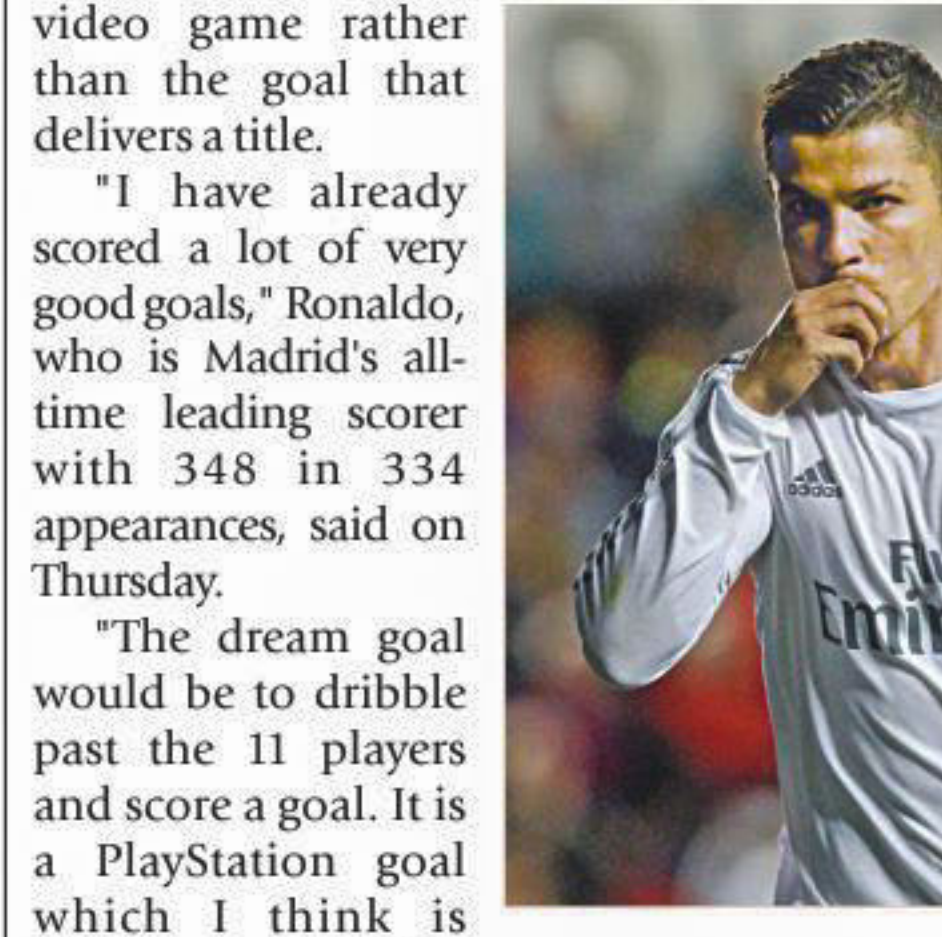 video game rather
than the goal that
delivers a title.
"I have already
scored a lot of very
good goals," Ronaldo,
who is Madrid's all-
time leading scorer
with 348 in 334
appearances, said on
Thursday.
"The dream goal
would be to dribble
past the 11 players
and score a goal. It is
a PlayStation goal
which I think is
adidas
Fly
Emir